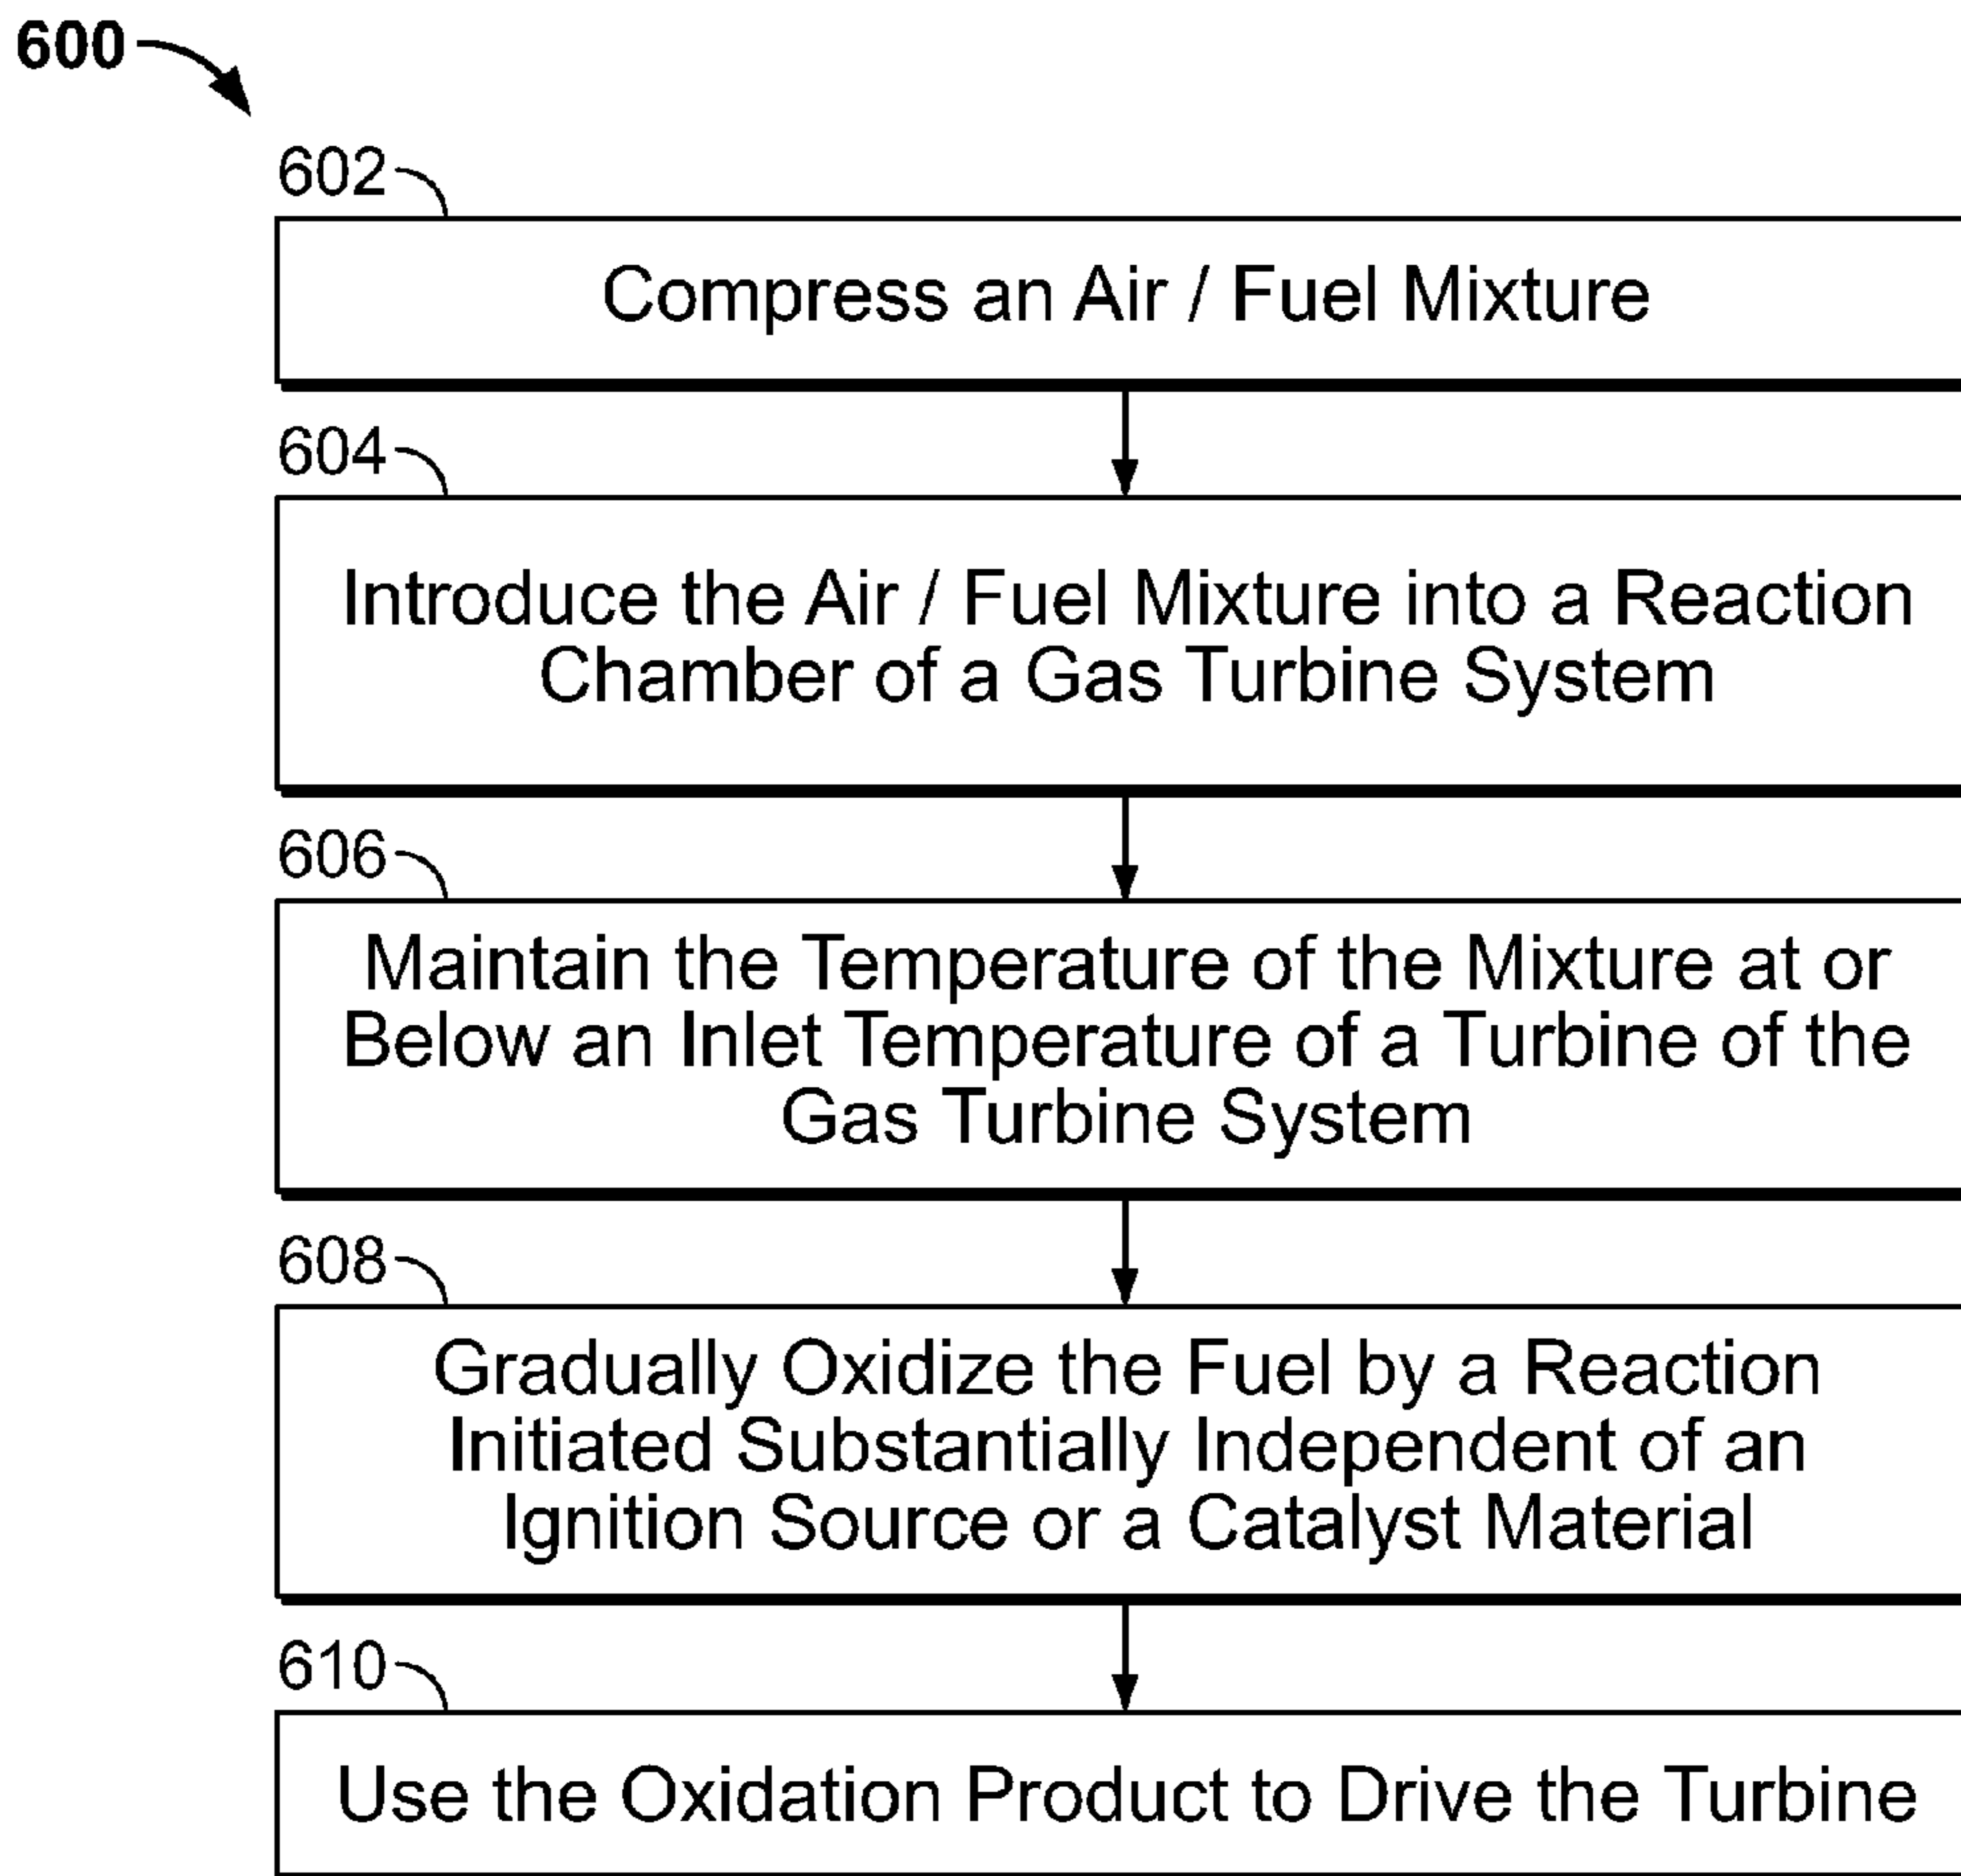 600
602
Compress an Air / Fuel Mixture
604
Introduce the Air / Fuel Mixture into a Reaction
Chamber of a Gas Turbine System
606
Maintain the Temperature of the Mixture at or
Below an Inlet Temperature of a Turbine of the
Gas Turbine System
608
Gradually Oxidize the Fuel by a Reaction
Initiated Substantially Independent of an
Ignition Source or a Catalyst Material
610
Use the Oxidation Product to Drive the Turbine